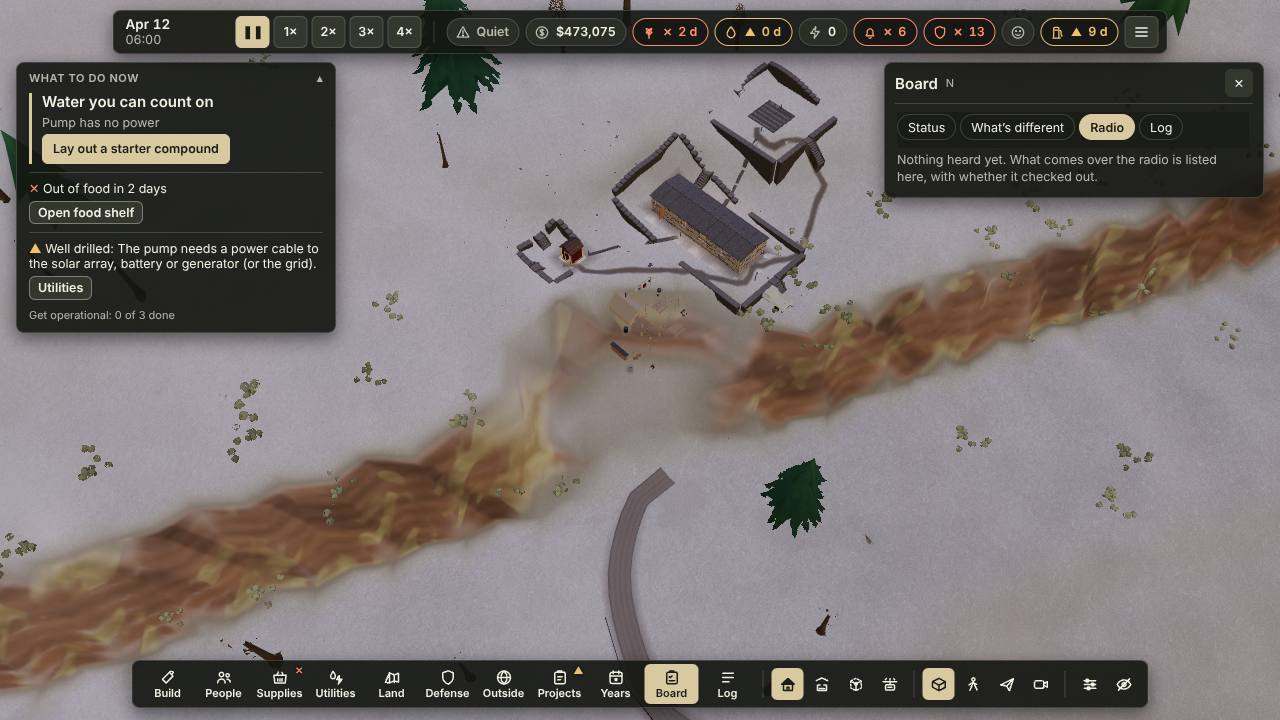 Apr 12
06:00
1×
2×
3×
4×
Quiet
$473,075
× 2 d
▲ 0 d
0
× 6
× 13
▲ 9 d
WHAT TO DO NOW
Water you can count on
Pump has no power
Lay out a starter compound
× Out of food in 2 days
Open food shelf
Well drilled: The pump needs a power cable to
the solar array, battery or generator (or the grid).
Utilities
Get operational: 0 of 3 done
Board N
Status
What's different
Radio
Log
Nothing heard yet. What comes over the radio is listed
here, with whether it checked out.
Build
People
Supplies
Utilities
Land
Defense
Outside
Projects
Years
Board
Log